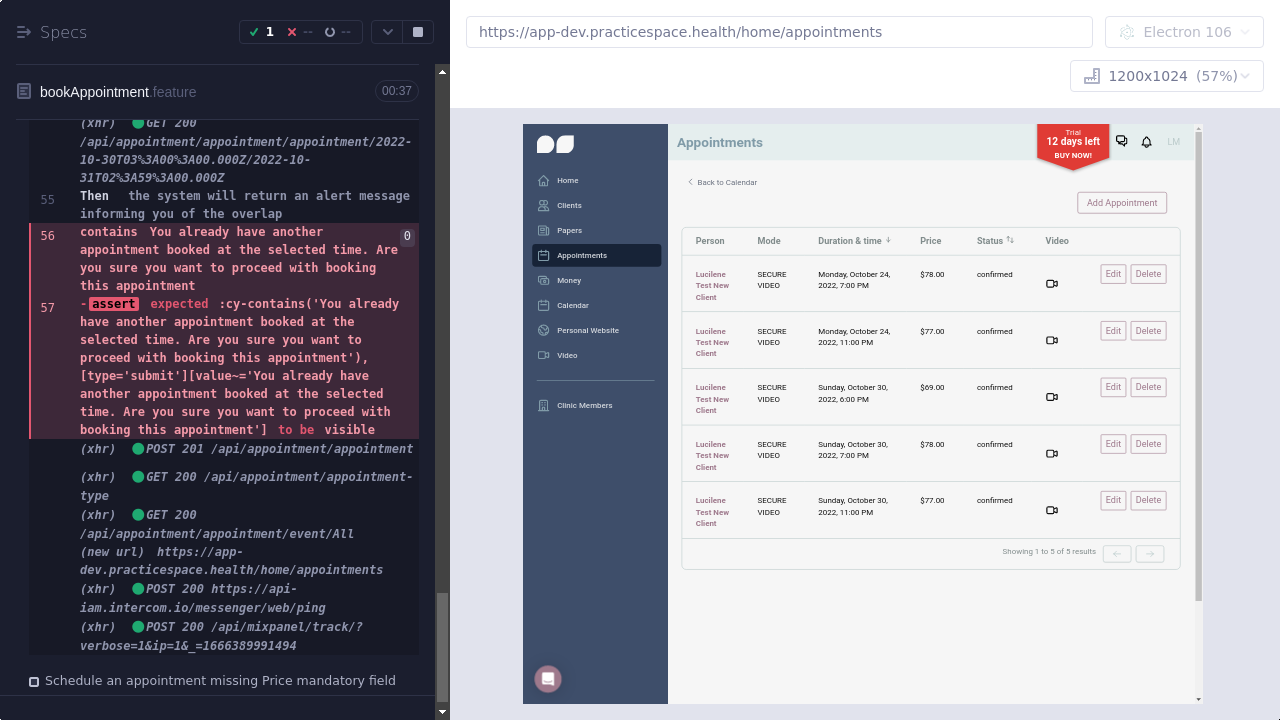 Specs
1
--
--
bookAppointment.feature
00:37
(xhr) GET 200
/api/appointment/appointment/appointment/2022-
10-30T03%3A00%3A00.000Z/2022-10-
31T02%3A59%3A00.000Z
55 Then the system will return an alert message
informing you of the overlap
56 contains You already have another 0
appointment booked at the selected time. Are
you sure you want to proceed with booking
this appointment
57 -assert expected :cy-contains('You already
have another appointment booked at the
selected time. Are you sure you want to
proceed with booking this appointment'),
[type='submit'][value~='You already have
another appointment booked at the selected
time. Are you sure you want to proceed with
booking this appointment'] to be visible
(xhr) POST 201 /api/appointment/appointment
(xhr) GET 200 /api/appointment/appointment-
type
(xhr) GET 200
/api/appointment/appointment/event/All
(new url) https://app-
dev.practicespace.health/home/appointments
(xhr) POST 200 https://api-
iam.intercom.io/messenger/web/ping
(xhr) POST 200 /api/mixpanel/track/?
verbose=1&ip=1&_=1666389991494
Schedule an appointment missing Price mandatory field
https://app-dev.practicespace.health/home/appointments
Electron 106
1200x1024 (57%)
Home
Clients
Papers
Appointments
Money
Calendar
Personal Website
Video
Clinic Members
Appointments
Trial
12 days left
BUY NOW!
LM
Back to Calendar
Add Appointment
Person Mode Duration & time Price Status Video
Lucilene SECURE Monday, October 24, $78.00 confirmed Edit Delete
Test New VIDEO 2022, 7:00 PM
Client
Lucilene SECURE Monday, October 24, $77.00 confirmed Edit Delete
Test New VIDEO 2022, 11:00 PM
Client
Lucilene SECURE Sunday, October 30, $69.00 confirmed Edit Delete
Test New VIDEO 2022, 6:00 PM
Client
Lucilene SECURE Sunday, October 30, $78.00 confirmed Edit Delete
Test New VIDEO 2022, 7:00 PM
Client
Lucilene SECURE Sunday, October 30, $77.00 confirmed Edit Delete
Test New VIDEO 2022, 11:00 PM
Client
Showing 1 to 5 of 5 results